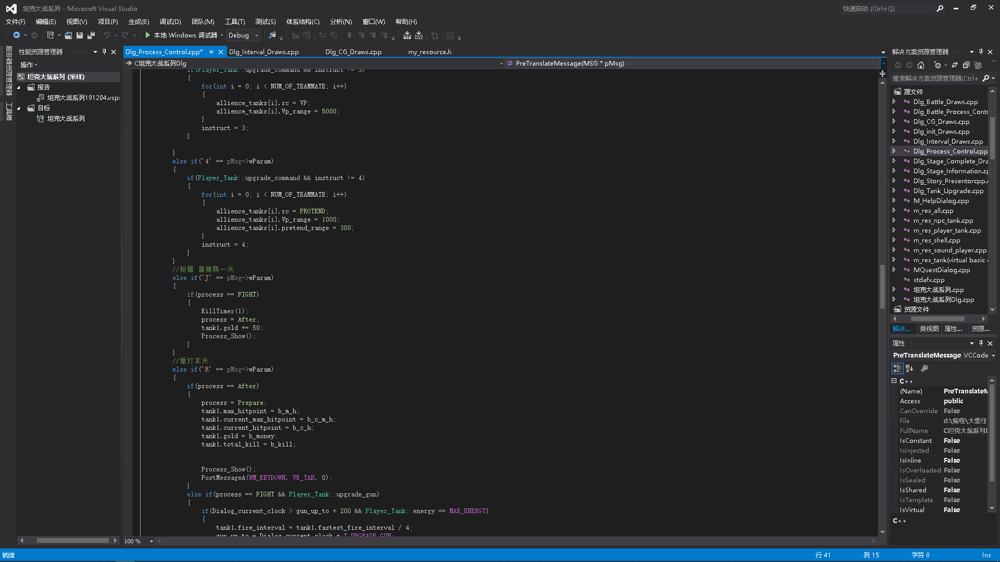 坦克大战系列 - Microsoft Visual Studio
快速启动 (Ctrl+Q)
文件(F) 编辑(E) 视图(V) 项目(P) 生成(B) 调试(D) 团队(M) 工具(T) 测试(S) 体系结构(C) 分析(N) 窗口(W) 帮助(H)
本地 Windows 调试器 Debug
服务器资源管理器
工具箱
性能资源管理器
操作
坦克大战系列 (采样)
报告
坦克大战系列191204.vsp
目标
坦克大战系列
Dlg_Process_Control.cpp* Dlg_Interval_Draws.cpp Dlg_CG_Draws.cpp my_resource.h
C坦克大战系列Dlg PreTranslateMessage(MSG * pMsg)
if(Player_Tank::upgrade_command && instruct != 3)
{
for(int i = 0; i < NUM_OF_TEAMMATE; i++)
{
allience_tanks[i].rc = VP;
allience_tanks[i].Vp_range = 5000;
}
instruct = 3;
}
}
else if('4' == pMsg->wParam)
{
if(Player_Tank::upgrade_command && instruct != 4)
{
for(int i = 0; i < NUM_OF_TEAMMATE; i++)
{
allience_tanks[i].rc = PROTEND;
allience_tanks[i].Vp_range = 1000;
allience_tanks[i].pretend_range = 300;
}
instruct = 4;
}
}
//秘籍 直接跳一关
else if('J' == pMsg->wParam)
{
if(process == FIGHT)
{
KillTimer(1);
process = After;
tank1.gold += 50;
Process_Show();
}
}
//重打本关
else if('R' == pMsg->wParam)
{
if(process == After)
{
process = Prepare;
tank1.max_hitpoint = b_m_h;
tank1.current_max_hitpoint = b_c_m_h;
tank1.current_hitpoint = b_c_h;
tank1.gold = b_money;
tank1.total_kill = b_kill;
Process_Show();
PostMessageA(WM_KEYDOWN, VK_TAB, 0);
}
else if(process == FIGHT && Player_Tank::upgrade_gun)
{
if(Dialog_current_clock > gun_up_to + 200 && Player_Tank::energy == MAX_ENERGY)
{
tank1.fire_interval = tank1.fastest_fire_interval / 4;
gun_up_to = Dialog_current_clock + T_UPGRADE_GUN;
100 %
解决方案资源管理器
搜索解决方案资源管理器(Ctrl+
源文件
Dlg_Battle_Draws.cpp
Dlg_Battle_Process_Contr
Dlg_CG_Draws.cpp
Dlg_init_Draws.cpp
Dlg_Interval_Draws.cpp
Dlg_Process_Control.cpp
Dlg_Stage_Complete_Dra
Dlg_Stage_Information.cp
Dlg_Story_Presentorcpp.
Dlg_Tank_Upgrade.cpp
M_HelpDialog.cpp
m_res_all.cpp
m_res_npc_tank.cpp
m_res_player_tank.cpp
m_res_shell.cpp
m_res_sound_player.cpp
m_res_tank(virtual basic
MQuestDialog.cpp
stdafx.cpp
坦克大战系列.cpp
坦克大战系列Dlg.cpp
资源文件
解决... 类视图 属性... 资源...
属性
PreTranslateMessage VCCode
C++
(Name) PreTranslateM
Access public
CanOverride False
File d:\编程\大型任
FullName C坦克大战系列D
IsConstant False
IsInjected False
IsInline False
IsOverloaded False
IsSealed False
IsShared False
IsTemplate False
IsVirtual False
C++
就绪 行 41 列 15 字符 8 Ins